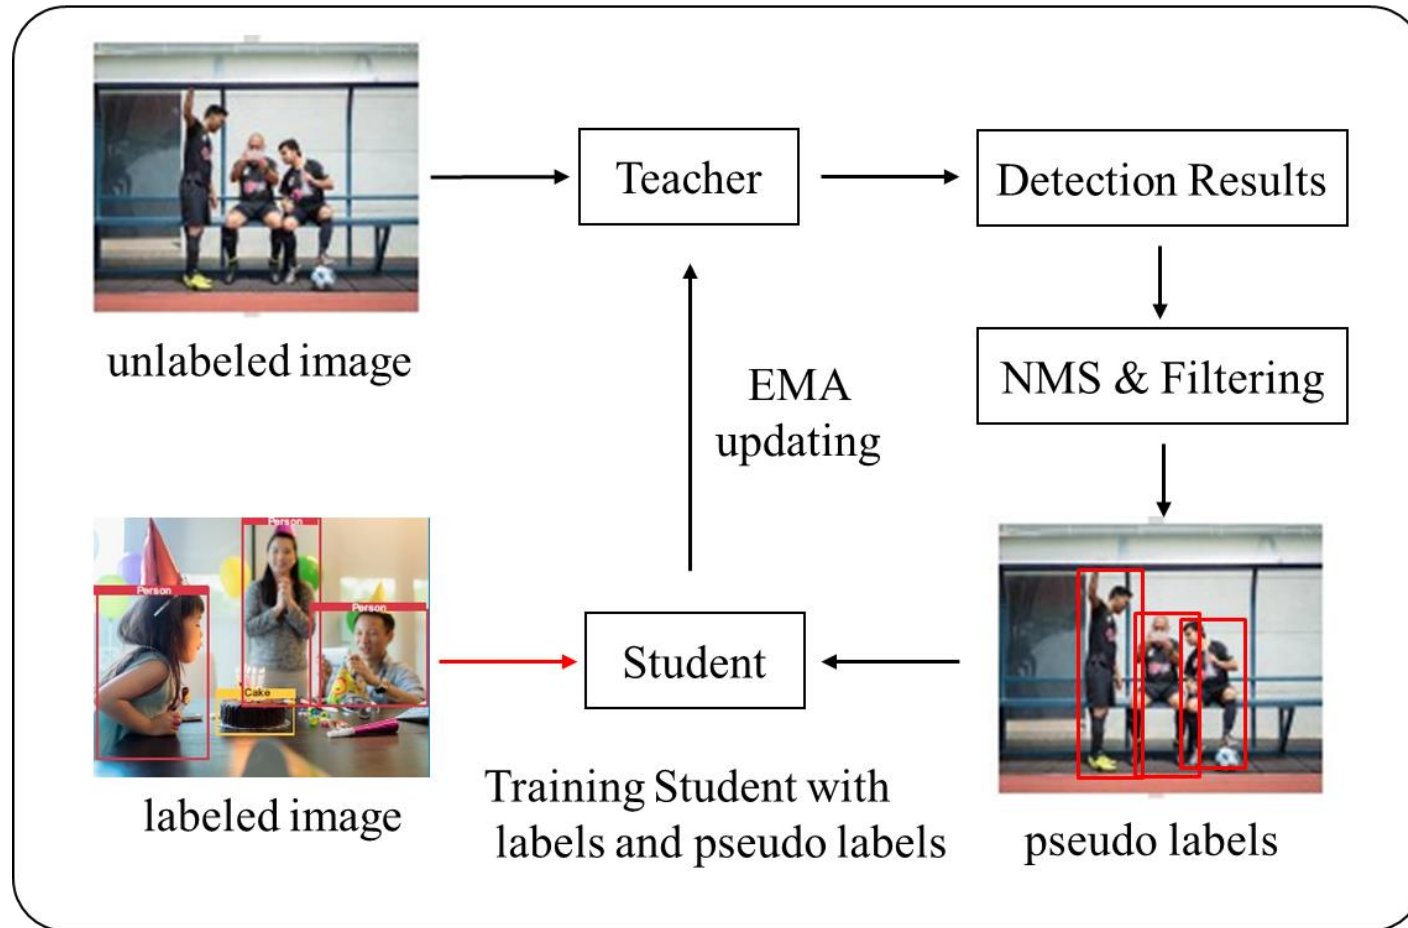 Teacher
Detection Results
unlabeled image
EMA
updating
NMS & Filtering
Person
Person
Person
Cake
Student
labeled image
Training Student with
labels and pseudo labels
pseudo labels